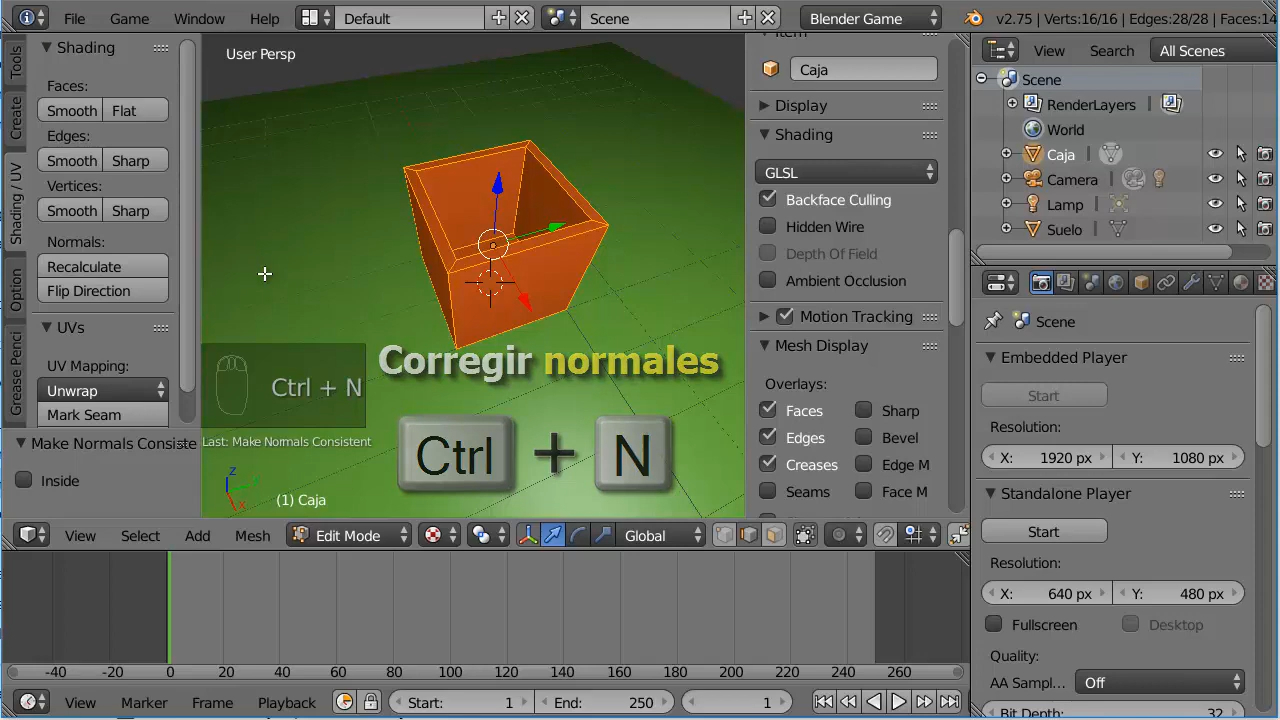 File Game Window Help Default Scene Blender Game v2.75 | Verts:16/16 | Edges:28/28 | Faces:14
Tools
Create
Shading / UV
Option
Grease Penci
Shading
Faces:
Smooth Flat
Edges:
Smooth Sharp
Vertices:
Smooth Sharp
Normals:
Recalculate
Flip Direction
UVs
UV Mapping:
Unwrap
Mark Seam
Make Normals Consiste
Inside
User Persp
Corregir normales
Ctrl + N
Ctrl + N
Last: Make Normals Consistent
z
y
x
(1) Caja
Item
Caja
Display
Shading
GLSL
Backface Culling
Hidden Wire
Depth Of Field
Ambient Occlusion
Motion Tracking
Mesh Display
Overlays:
Faces Sharp
Edges Bevel
Creases Edge M
Seams Face M
View Select Add Mesh Edit Mode Global
-40 -20 0 20 40 60 80 100 120 140 160 180 200 220 240 260
View Marker Frame Playback Start: 1 End: 250 1
View Search All Scenes
Scene
RenderLayers |
World
Caja |
Camera |
Lamp |
Suelo |
Scene
Embedded Player
Start
Resolution:
X: 1920 px Y: 1080 px
Standalone Player
Start
Resolution:
X: 640 px Y: 480 px
Fullscreen Desktop
Quality:
AA Sampl... Off
Bit Depth: 32